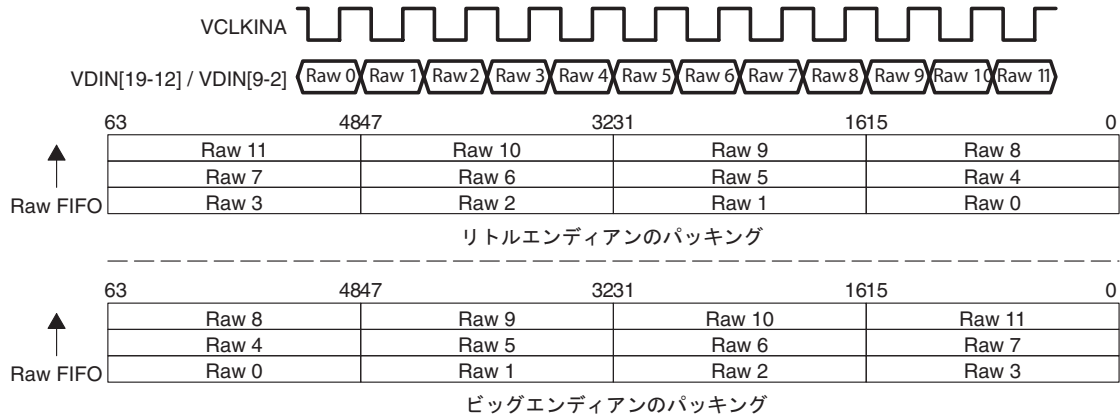 VCLKINA
VDIN[19-12] / VDIN[9-2] Raw 0 Raw 1 Raw 2 Raw 3 Raw 4 Raw 5 Raw 6 Raw 7 Raw 8 Raw 9 Raw 10 Raw 11
63 4847 3231 1615 0
Raw 11 Raw 10 Raw 9 Raw 8
Raw 7 Raw 6 Raw 5 Raw 4
Raw FIFO Raw 3 Raw 2 Raw 1 Raw 0
リトルエンディアンのパッキング
63 4847 3231 1615 0
Raw 8 Raw 9 Raw 10 Raw 11
Raw 4 Raw 5 Raw 6 Raw 7
Raw FIFO Raw 0 Raw 1 Raw 2 Raw 3
ビッグエンディアンのパッキング